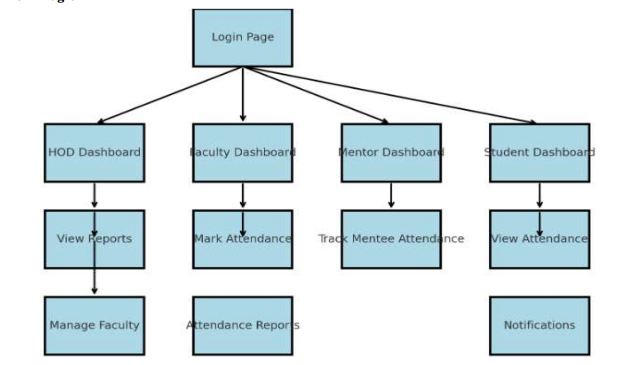 Login Page
HOD Dashboard
Faculty Dashboard
Mentor Dashboard
Student Dashboard
View Reports
Mark Attendance
Track Mentee Attendance
View Attendance
Manage Faculty
Attendance Reports
Notifications